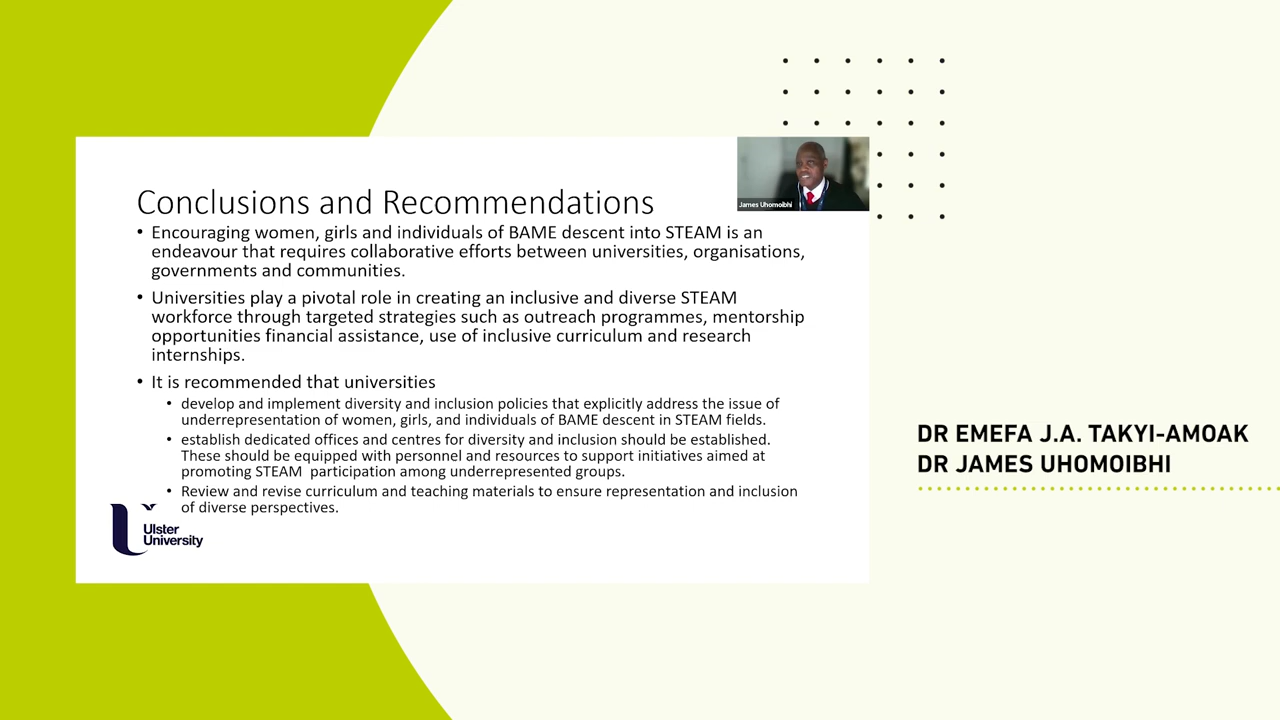 Conclusions and Recommendations
James Uhomoibhi
• Encouraging women, girls and individuals of BAME descent into STEAM is an
endeavour that requires collaborative efforts between universities, organisations,
governments and communities.
• Universities play a pivotal role in creating an inclusive and diverse STEAM
workforce through targeted strategies such as outreach programmes, mentorship
opportunities financial assistance, use of inclusive curriculum and research
internships.
• It is recommended that universities
• develop and implement diversity and inclusion policies that explicitly address the issue of
underrepresentation of women, girls, and individuals of BAME descent in STEAM fields.
• establish dedicated offices and centres for diversity and inclusion should be established.
These should be equipped with personnel and resources to support initiatives aimed at
promoting STEAM participation among underrepresented groups.
• Review and revise curriculum and teaching materials to ensure representation and inclusion
of diverse perspectives.
Ulster
University
DR EMEFA J.A. TAKYI-AMOAK
DR JAMES UHOMOIBHI